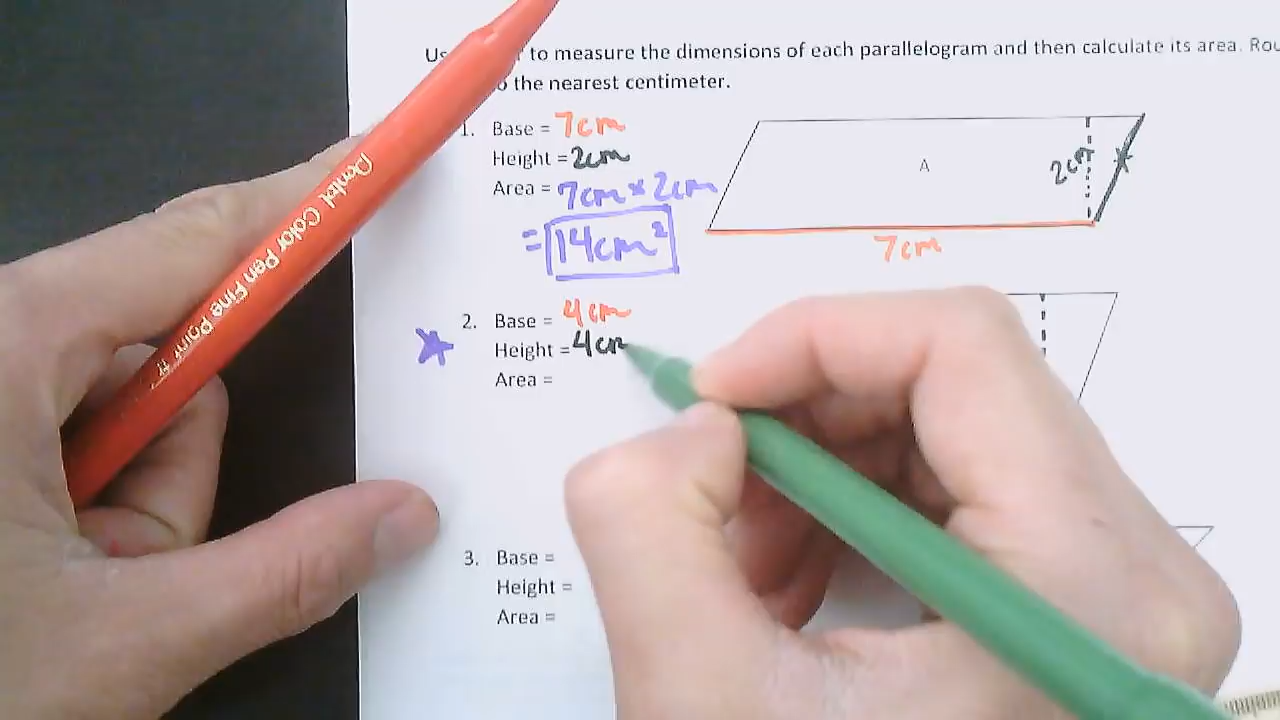 to measure the dimensions of each parallelogram and then calculate its area.
the nearest centimeter.
1. Base = 7cm
Height = 2cm
Area = 7cm x 2cm
= 14cm²
A
2cm
7cm
2. Base = 4cm
Height = 4cm
Area =
3. Base =
Height =
Area =
Pentel Color Pen Fine Point